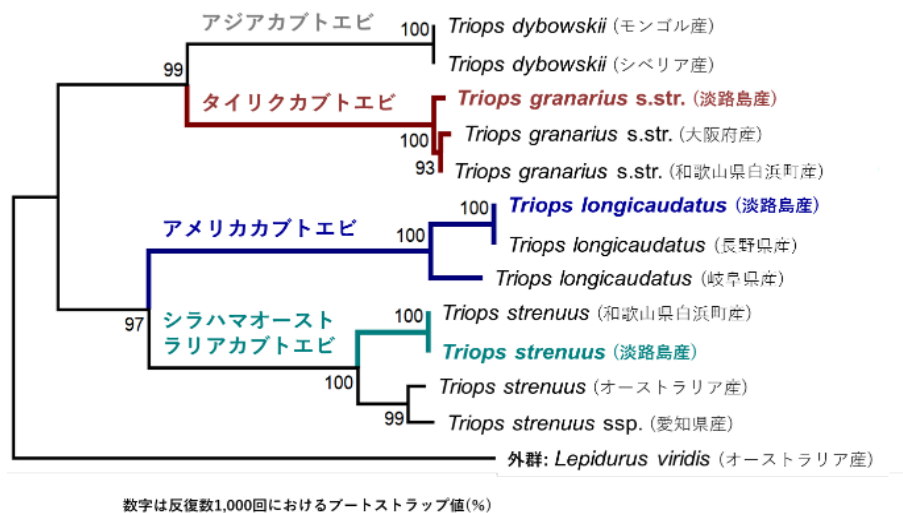 アジアカブトエビ
100
Triops dybowskii (モンゴル産)
Triops dybowskii (シベリア産)
99
タイリクカブトエビ
Triops granarius s.str. (淡路島産)
100
Triops granarius s.str. (大阪府産)
93
Triops granarius s.str. (和歌山県白浜町産)
100
Triops longicaudatus (淡路島産)
アメリカカブトエビ
100
Triops longicaudatus (長野県産)
Triops longicaudatus (岐阜県産)
97
シラハマオースト
ラリアカブトエビ
100
Triops strenuus (和歌山県白浜町産)
Triops strenuus (淡路島産)
100
Triops strenuus (オーストラリア産)
99
Triops strenuus ssp. (愛知県産)
外群: Lepidurus viridis (オーストラリア産)
数字は反復数1,000回におけるブートストラップ値(%)